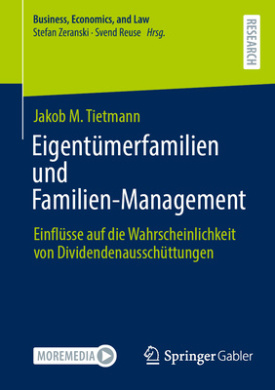 Business, Economics, and Law
Stefan Zeranski · Svend Reuse Hrsg.
RESEARCH
Jakob M. Tietmann
Eigentümerfamilien
und
Familien-Management
Einflüsse auf die Wahrscheinlichkeit
von Dividendenausschüttungen
MOREMEDIA
Springer Gabler